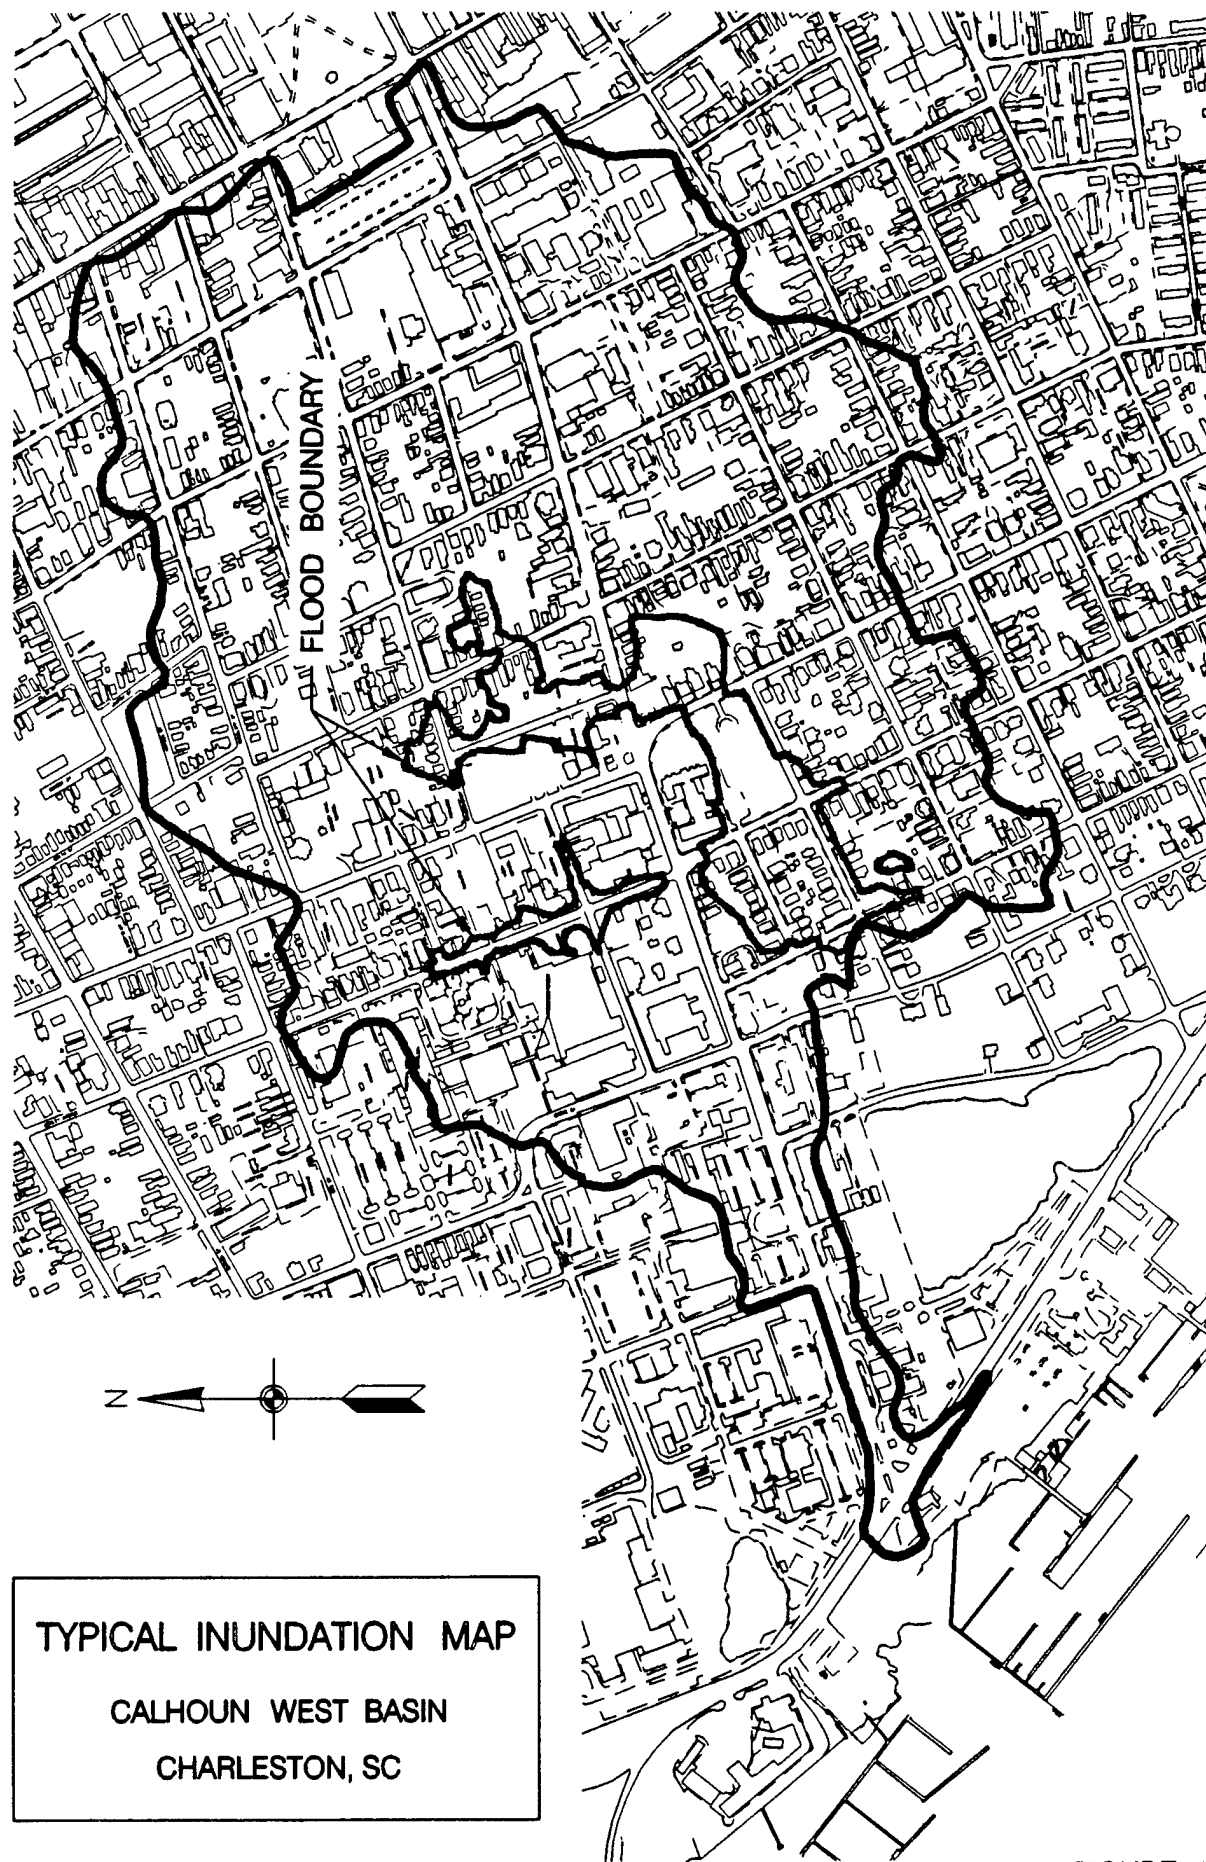 FLOOD BOUNDARY
N
TYPICAL INUNDATION MAP
CALHOUN WEST BASIN
CHARLESTON, SC